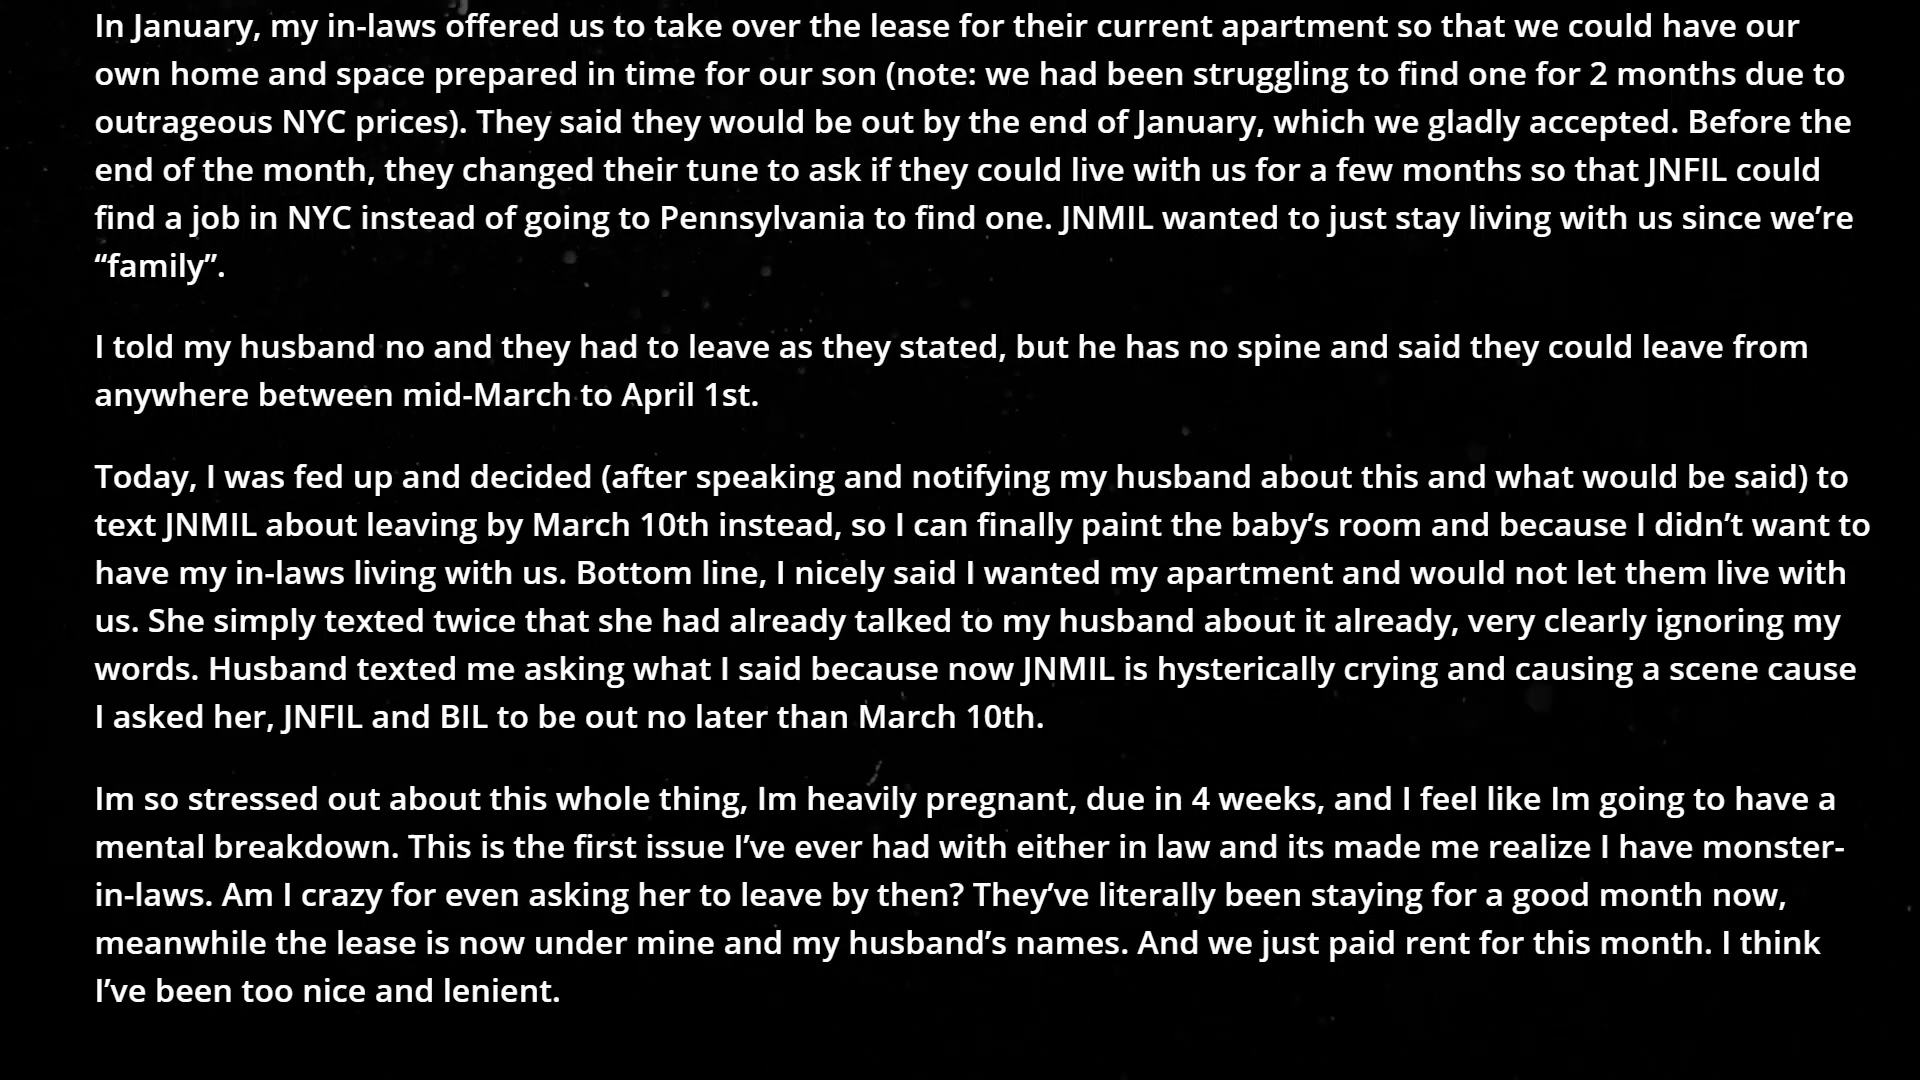 In January, my in-laws offered us to take over the lease for their current apartment so that we could have our
own home and space prepared in time for our son (note: we had been struggling to find one for 2 months due to
outrageous NYC prices). They said they would be out by the end of January, which we gladly accepted. Before the
end of the month, they changed their tune to ask if they could live with us for a few months so that JNFIL could
find a job in NYC instead of going to Pennsylvania to find one. JNMIL wanted to just stay living with us since we’re
“family”.
I told my husband no and they had to leave as they stated, but he has no spine and said they could leave from
anywhere between mid-March to April 1st.
Today, I was fed up and decided (after speaking and notifying my husband about this and what would be said) to
text JNMIL about leaving by March 10th instead, so I can finally paint the baby’s room and because I didn’t want to
have my in-laws living with us. Bottom line, I nicely said I wanted my apartment and would not let them live with
us. She simply texted twice that she had already talked to my husband about it already, very clearly ignoring my
words. Husband texted me asking what I said because now JNMIL is hysterically crying and causing a scene cause
I asked her, JNFIL and BIL to be out no later than March 10th.
Im so stressed out about this whole thing, Im heavily pregnant, due in 4 weeks, and I feel like Im going to have a
mental breakdown. This is the first issue I’ve ever had with either in law and its made me realize I have monster-
in-laws. Am I crazy for even asking her to leave by then? They’ve literally been staying for a good month now,
meanwhile the lease is now under mine and my husband’s names. And we just paid rent for this month. I think
I’ve been too nice and lenient.